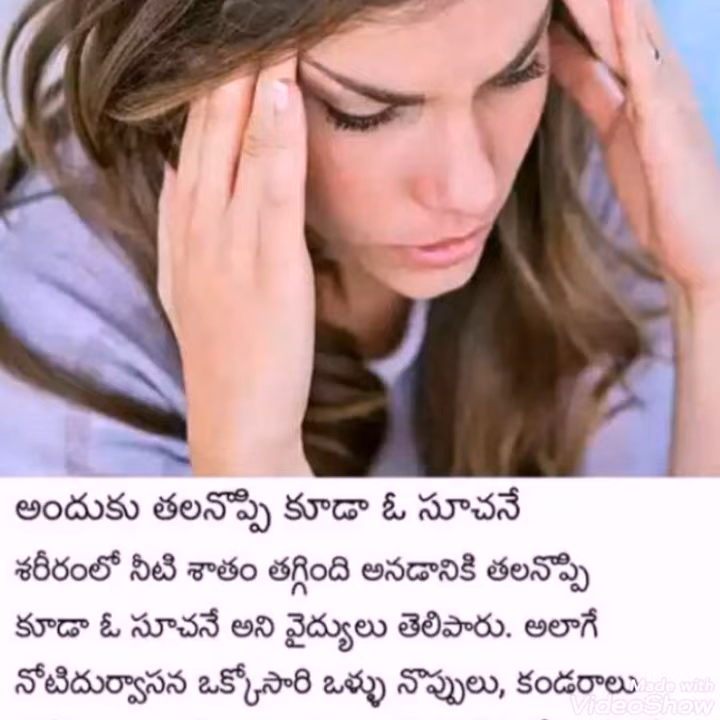 అందుకు తలనొప్పి కూడా ఓ సూచనే
శరీరంలో నీటి శాతం తగ్గింది అనడానికి తలనొప్పి
కూడా ఓ సూచనే అని వైద్యులు తెలిపారు. అలాగే
నోటిదుర్వాసన ఒక్కోసారి ఒళ్ళు నొప్పులు, కండరాలు
Made with
VideoShow